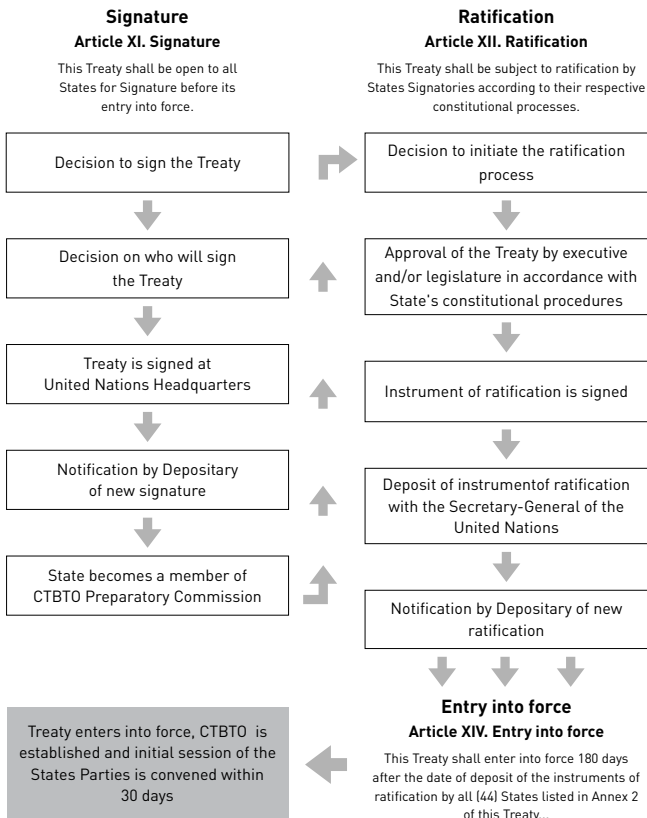 Signature
Article XI. Signature
This Treaty shall be open to all
States for Signature before its
entry into force.
Decision to sign the Treaty
Decision on who will sign
the Treaty
Treaty is signed at
United Nations Headquarters
Notification by Depositary
of new signature
State becomes a member of
CTBTO Preparatory Commission
Ratification
Article XII. Ratification
This Treaty shall be subject to ratification by
States Signatories according to their respective
constitutional processes.
Decision to initiate the ratification
process
Approval of the Treaty by executive
and/or legislature in accordance with
State's constitutional procedures
Instrument of ratification is signed
Deposit of instrumentof ratification
with the Secretary-General of the
United Nations
Notification by Depositary of new
ratification
Entry into force
Article XIV. Entry into force
This Treaty shall enter into force 180 days
after the date of deposit of the instruments of
ratification by all (44) States listed in Annex 2
of this Treaty...
Treaty enters into force, CTBTO is
established and initial session of the
States Parties is convened within
30 days